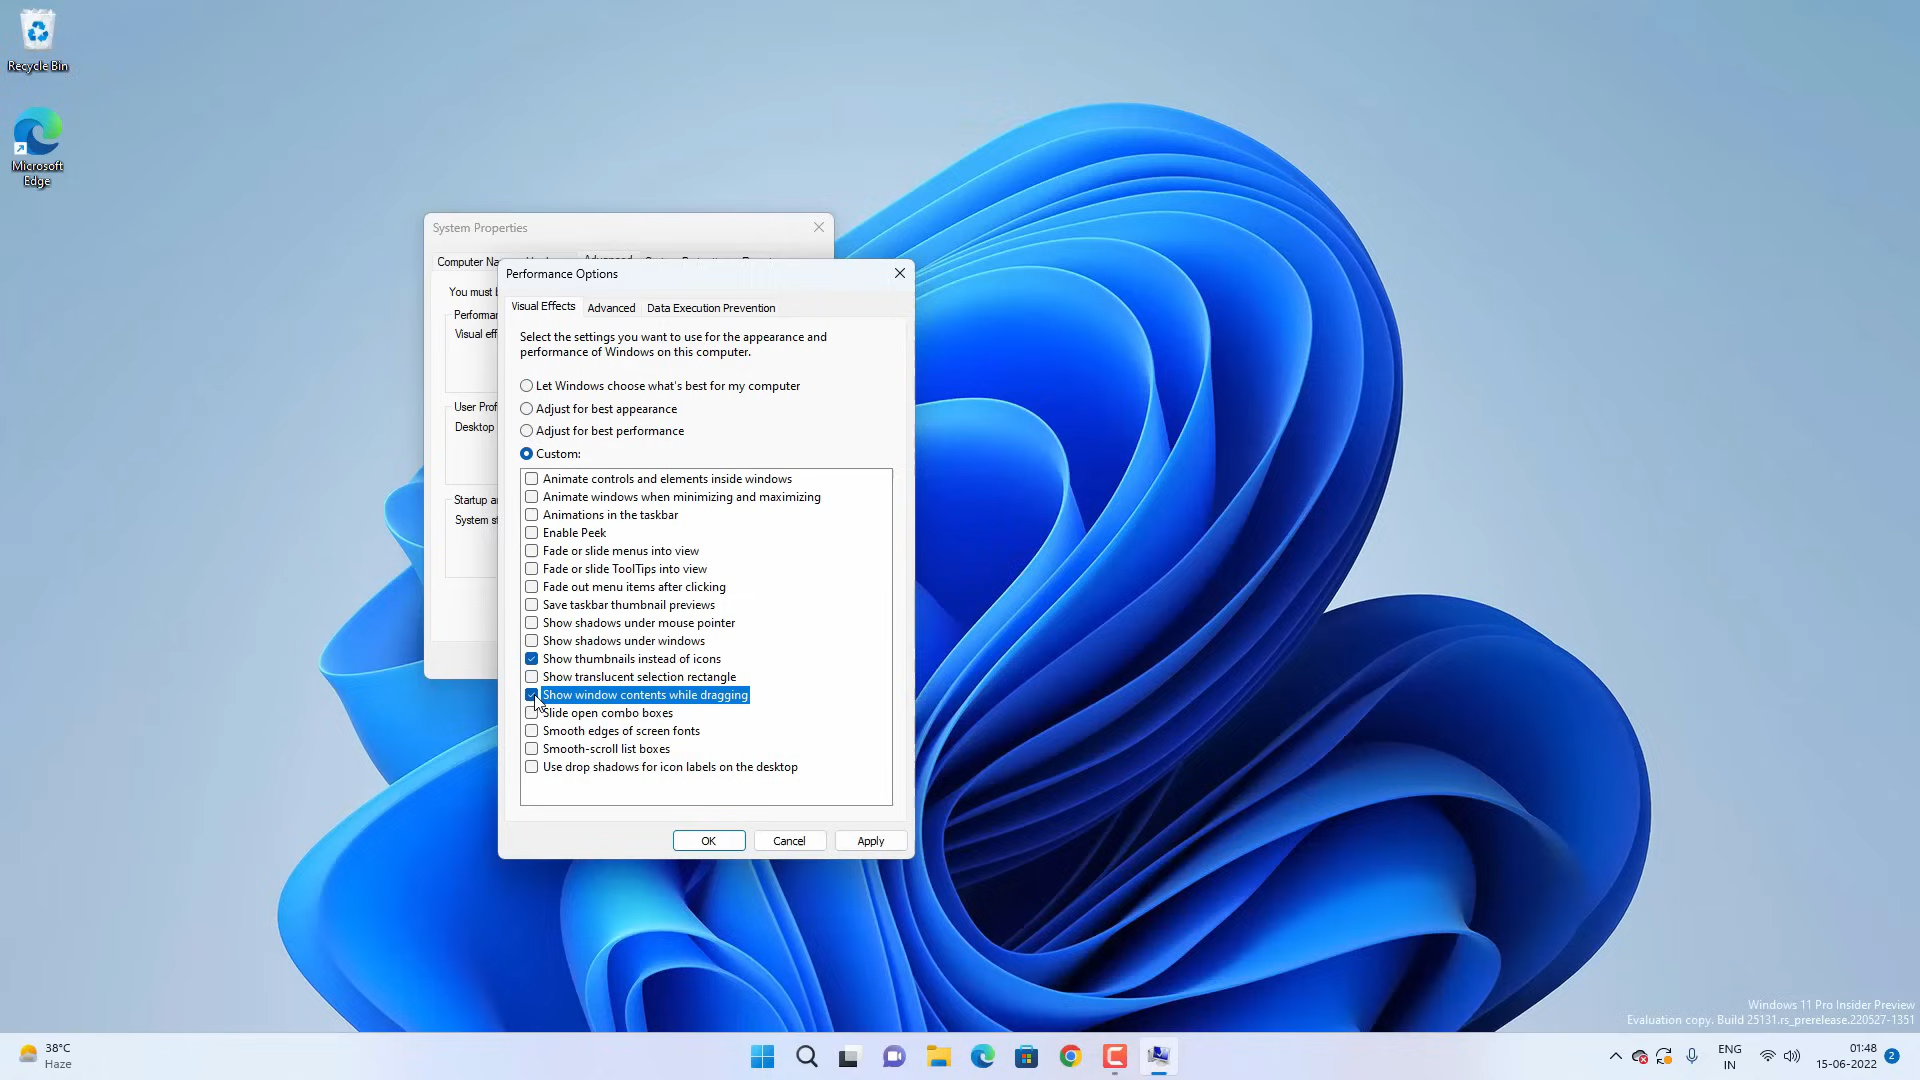 Recycle Bin
Microsoft
Edge
System Properties
Computer
Advanced
You must
Visual
Desktop
System
Performance Options
Visual Effects
Advanced
Data Execution Prevention
Select the settings you want to use for the appearance and
performance of Windows on this computer.
Let Windows choose what's best for my computer
Adjust for best appearance
Adjust for best performance
Custom:
Animate controls and elements inside windows
Animate windows when minimizing and maximizing
Animations in the taskbar
Enable Peek
Fade or slide menus into view
Fade or slide ToolTips into view
Fade out menu items after clicking
Save taskbar thumbnail previews
Show shadows under mouse pointer
Show shadows under windows
Show thumbnails instead of icons
Show translucent selection rectangle
Show window contents while dragging
Slide open combo boxes
Smooth edges of screen fonts
Smooth-scroll list boxes
Use drop shadows for icon labels on the desktop
OK
Cancel
Apply
Windows 11 Pro Insider Preview
Evaluation copy. Build 25131.rs_prerelease.220527-1351
38°C
Haze
ENG
IN
01:48
15-06-2022
2